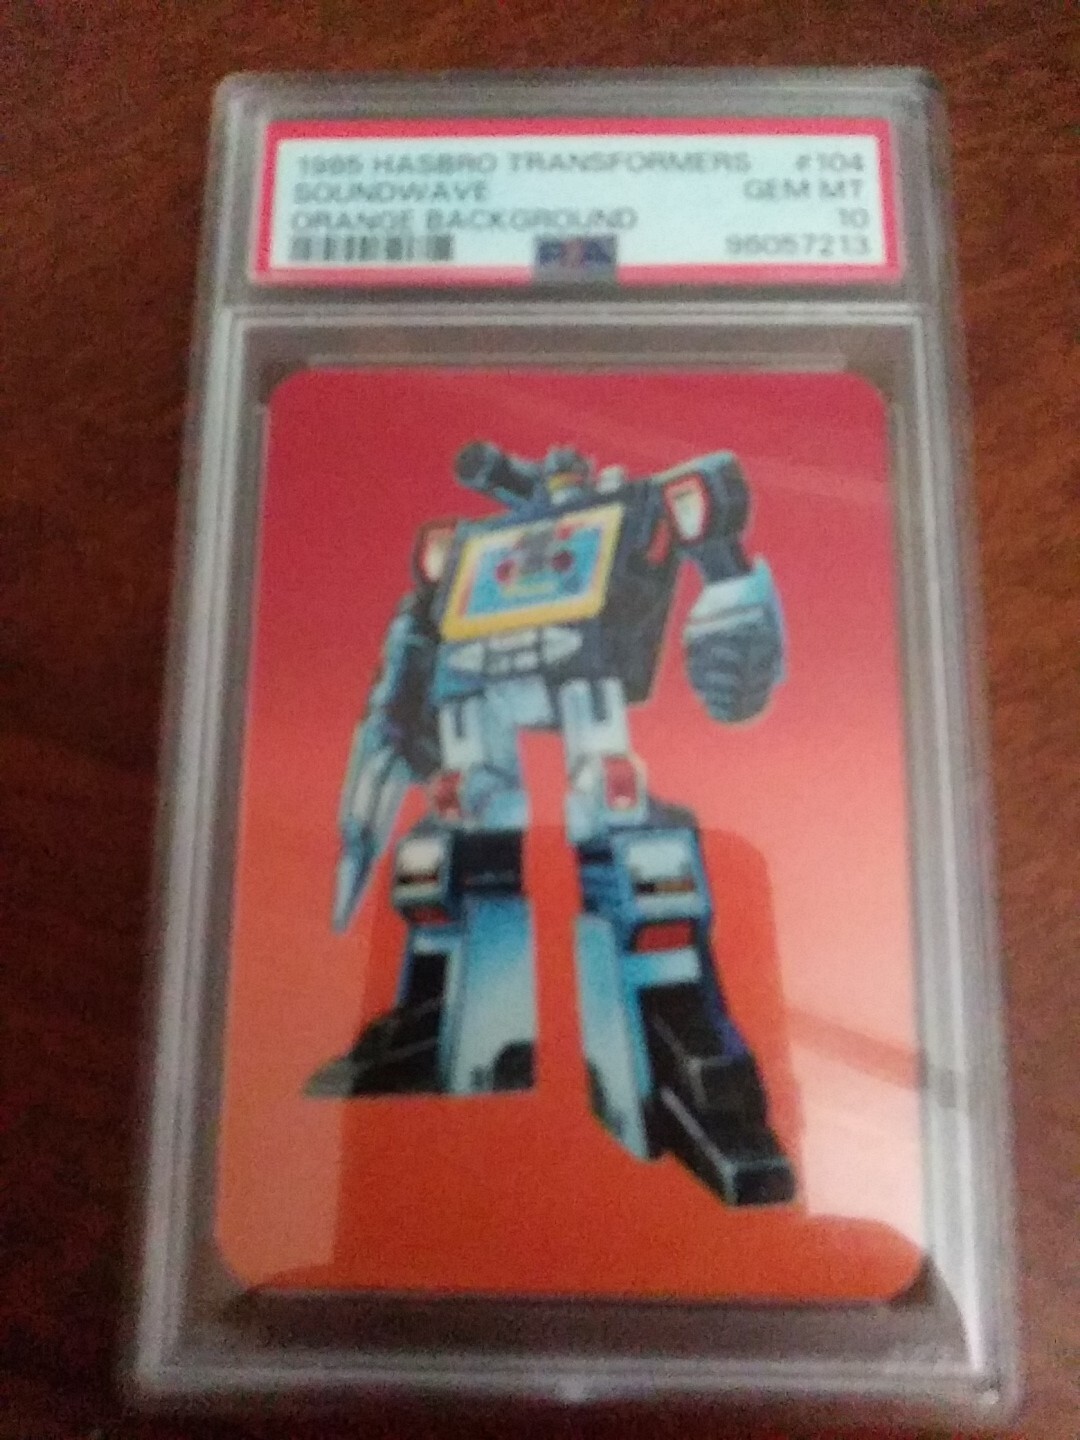 1985 HASBRO TRANSFORMERS #104
SOUNDWAVE GEM MT
ORANGE BACKGROUND 10
PSA 96057213